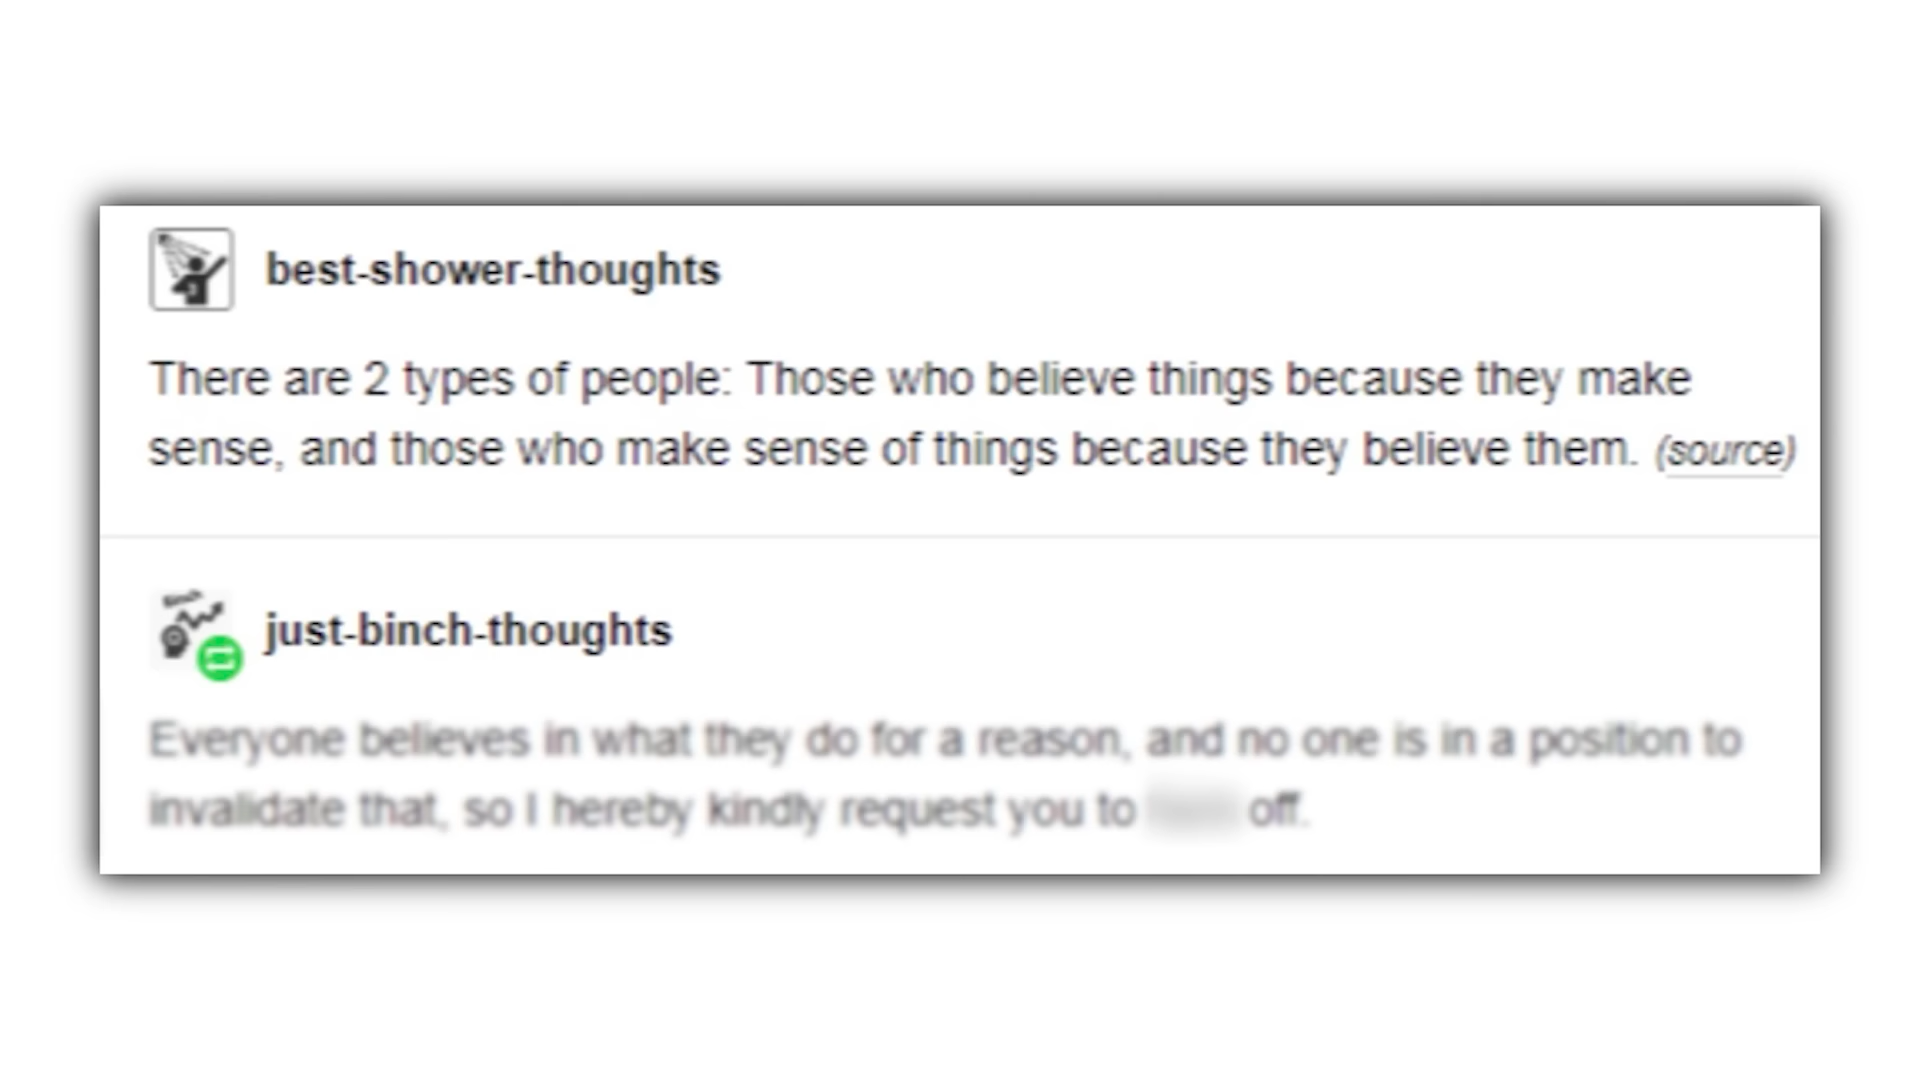 best-shower-thoughts
There are 2 types of people: Those who believe things because they make
sense, and those who make sense of things because they believe them. (source)
just-binch-thoughts
Everyone believes in what they do for a reason, and no one is in a position to
invalidate that, so I hereby kindly request you to off.